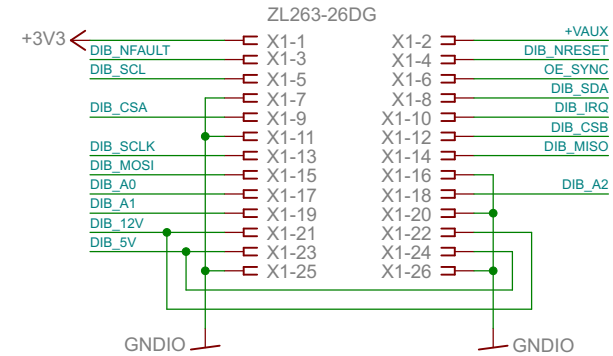 ZL263-26DG
+3V3 X1-1 X1-2 +VAUX
DIB_NFAULT X1-3 X1-4 DIB_NRESET
DIB_SCL X1-5 X1-6 OE_SYNC
X1-7 X1-8 DIB_SDA
DIB_CSA X1-9 X1-10 DIB_IRQ
X1-11 X1-12 DIB_CSB
DIB_SCLK X1-13 X1-14 DIB_MISO
DIB_MOSI X1-15 X1-16
DIB_A0 X1-17 X1-18 DIB_A2
DIB_A1 X1-19 X1-20
DIB_12V X1-21 X1-22
DIB_5V X1-23 X1-24
X1-25 X1-26
GNDIO GNDIO